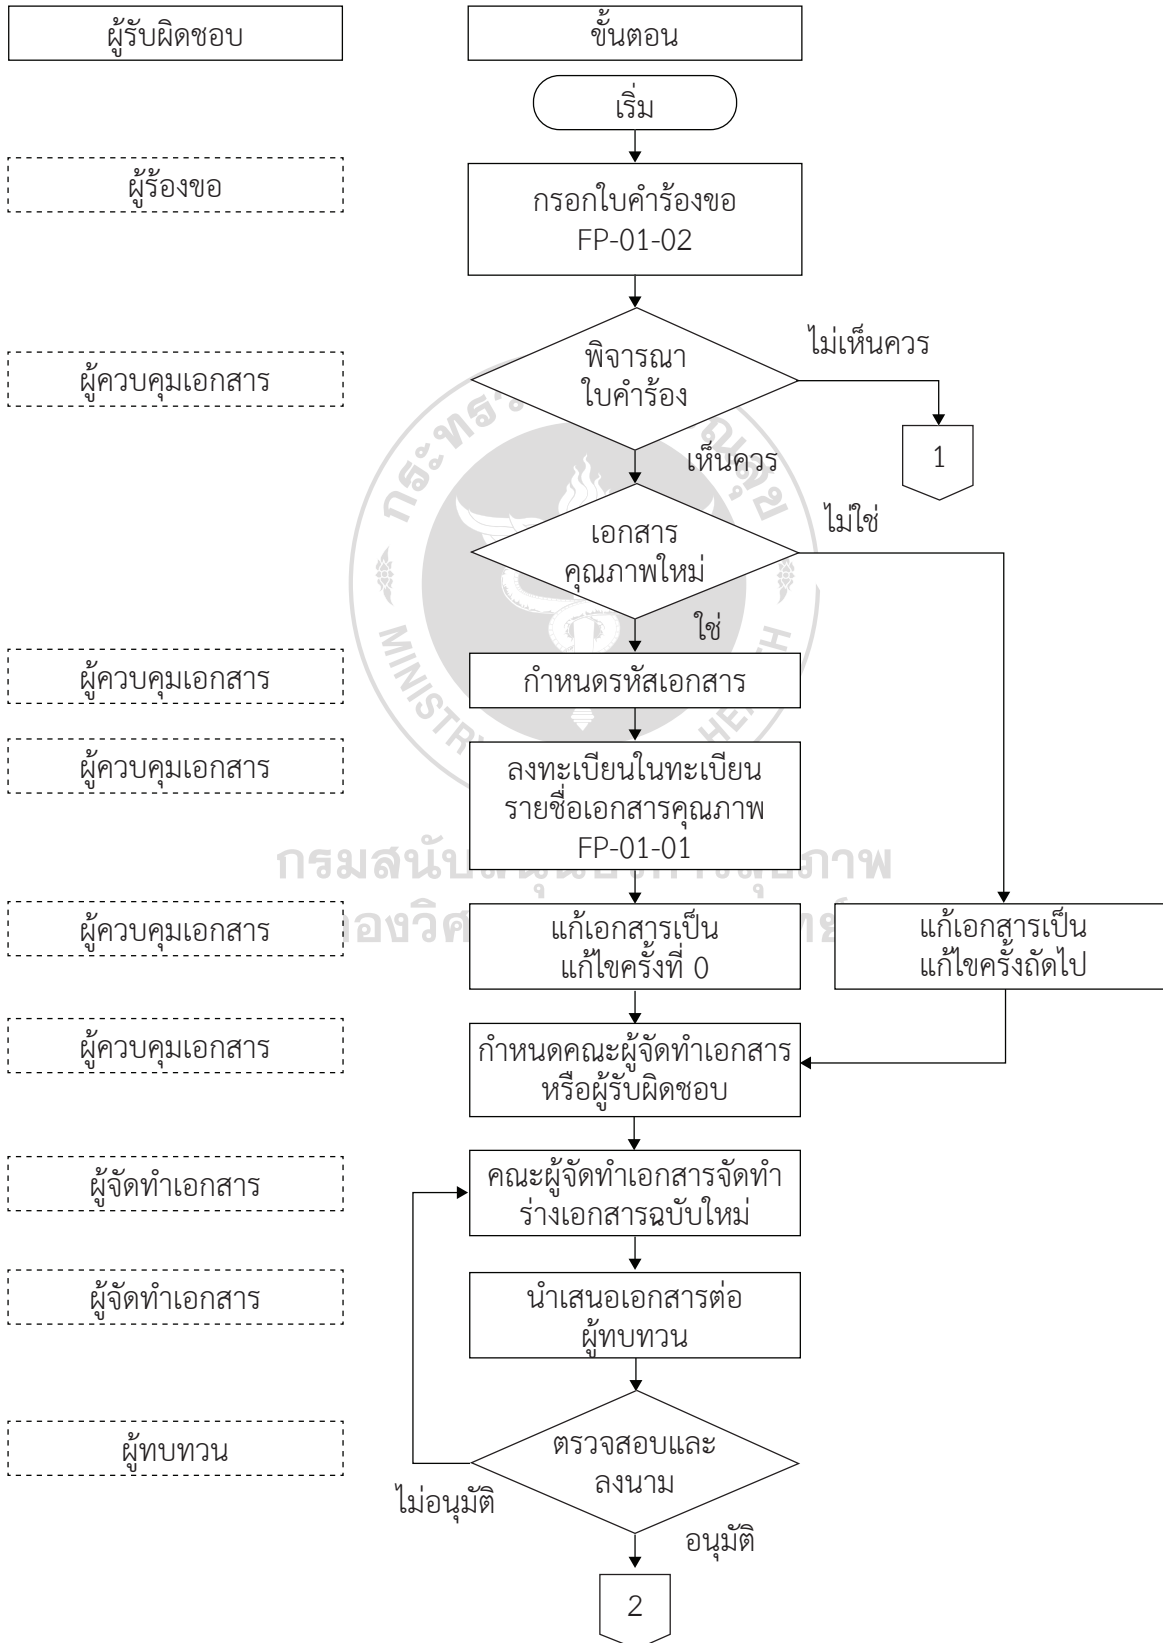 ผู้รับผิดชอบ
ขั้นตอน
เริ่ม
ผู้ร้องขอ
กรอกใบคำร้องขอ
FP-01-02
ผู้ควบคุมเอกสาร
พิจารณา
ใบคำร้อง
ไม่เห็นควร
1
เห็นควร
เอกสาร
คุณภาพใหม่
ไม่ใช่
ใช่
ผู้ควบคุมเอกสาร
กำหนดรหัสเอกสาร
ผู้ควบคุมเอกสาร
ลงทะเบียนในทะเบียน
รายชื่อเอกสารคุณภาพ
FP-01-01
ผู้ควบคุมเอกสาร
แก้เอกสารเป็น
แก้ไขครั้งที่ 0
แก้เอกสารเป็น
แก้ไขครั้งถัดไป
ผู้ควบคุมเอกสาร
กำหนดคณะผู้จัดทำเอกสาร
หรือผู้รับผิดชอบ
ผู้จัดทำเอกสาร
คณะผู้จัดทำเอกสารจัดทำ
ร่างเอกสารฉบับใหม่
ผู้จัดทำเอกสาร
นำเสนอเอกสารต่อ
ผู้ทบทวน
ผู้ทบทวน
ตรวจสอบและ
ลงนาม
ไม่อนุมัติ
อนุมัติ
2